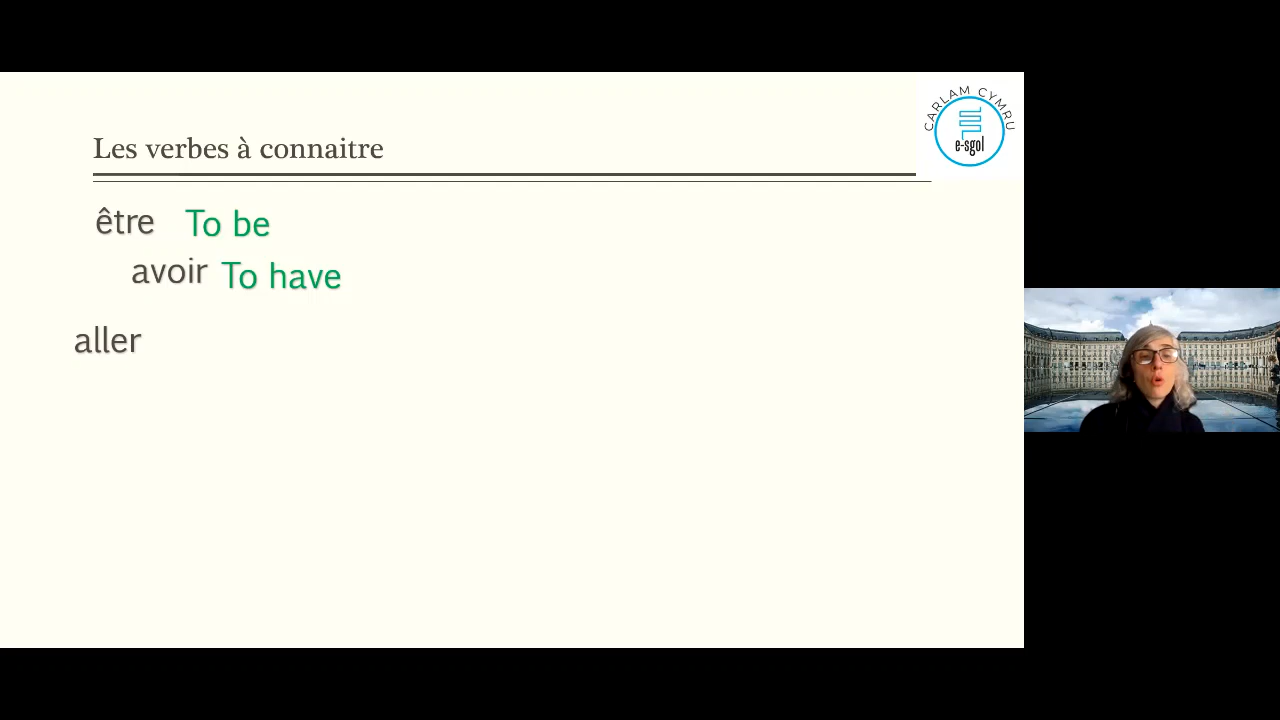 CARLAM CYMRU
e-sgol
Les verbes à connaitre
être To be
avoir To have
aller